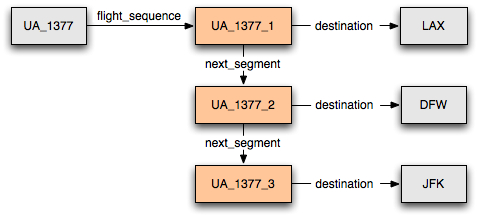 flight_sequence
UA_1377
UA_1377_1
destination
LAX
next_segment
UA_1377_2
destination
DFW
next_segment
UA_1377_3
destination
JFK